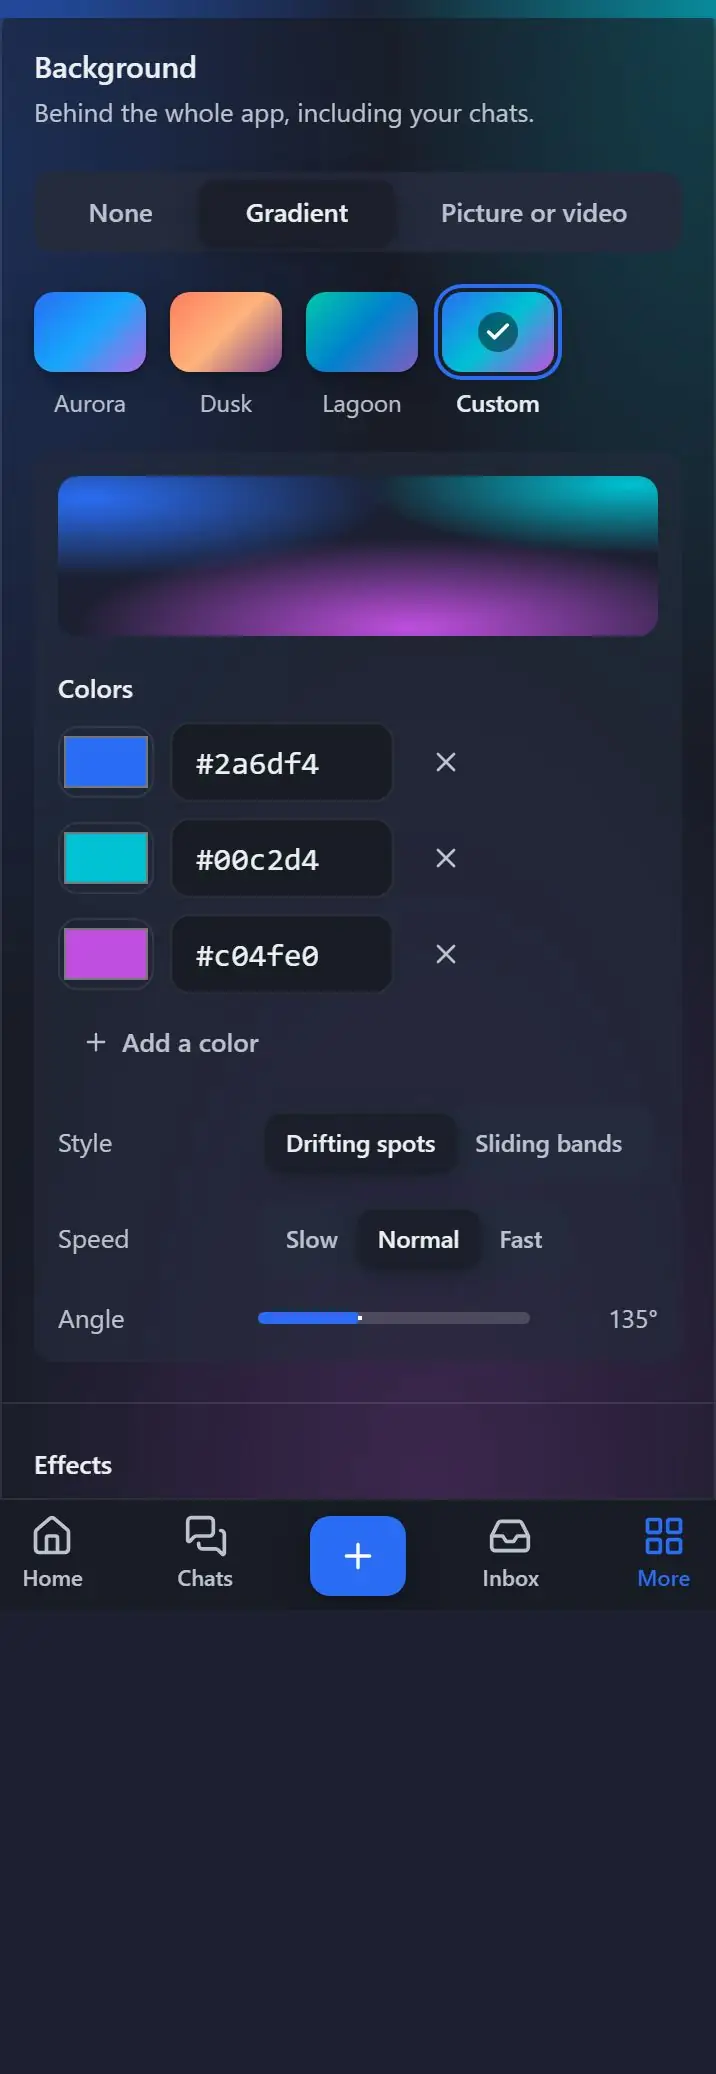 Background
Behind the whole app, including your chats.
None Gradient Picture or video
Aurora Dusk Lagoon Custom
Colors
#2a6df4
#00c2d4
#c04fe0
Add a color
Style Drifting spots Sliding bands
Speed Slow Normal Fast
Angle 135°
Effects
Home Chats Inbox More